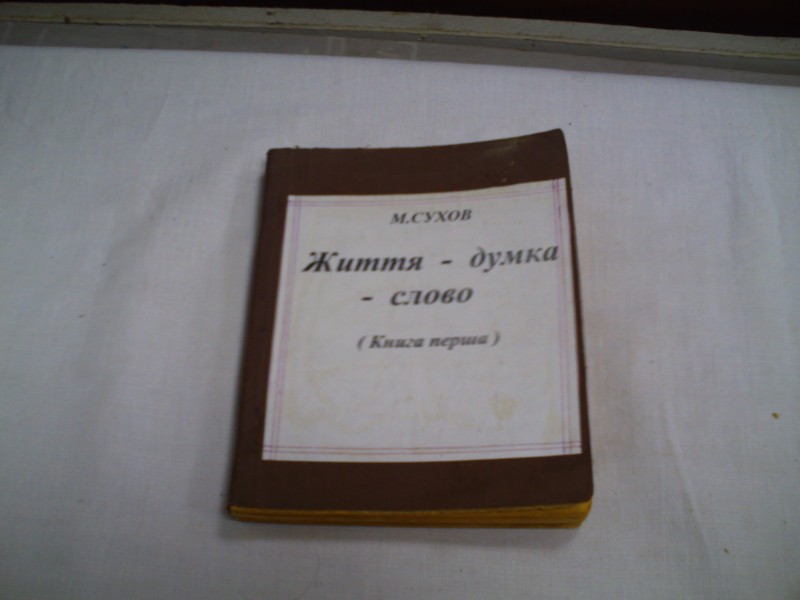 М.СУХОВ
Життя - думка
- слово
( Книга перша )